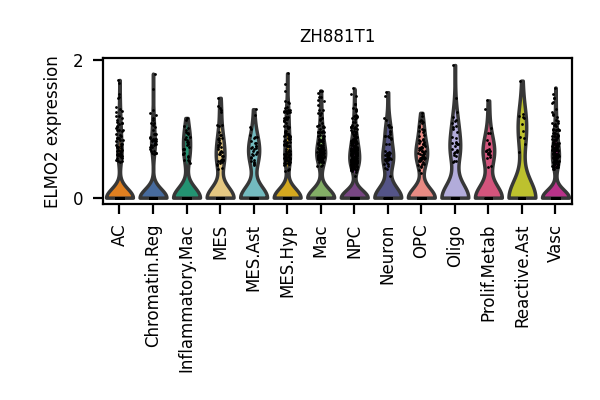 ZH881T1
ELMO2 expression
2
0
AC
Chromatin.Reg
Inflammatory.Mac
MES
MES.Ast
MES.Hyp
Mac
NPC
Neuron
OPC
Oligo
Prolif.Metab
Reactive.Ast
Vasc